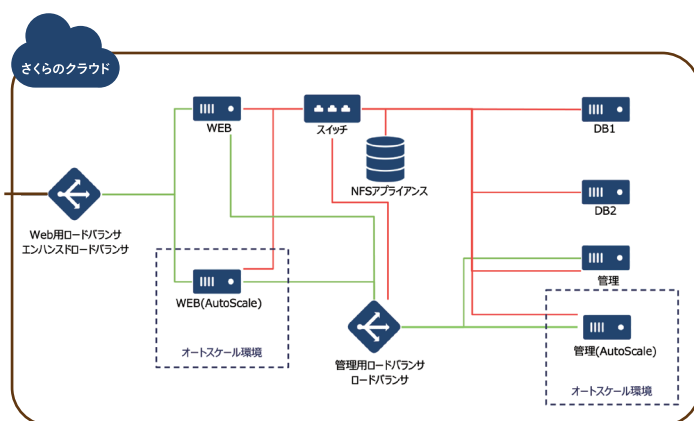 さくらのクラウド
WEB
スイッチ
DB1
NFSアプライアンス
DB2
Web用ロードバランサ
エンハンスドロードバランサ
管理
WEB(AutoScale)
オートスケール環境
管理用ロードバランサ
ロードバランサ
管理(AutoScale)
オートスケール環境